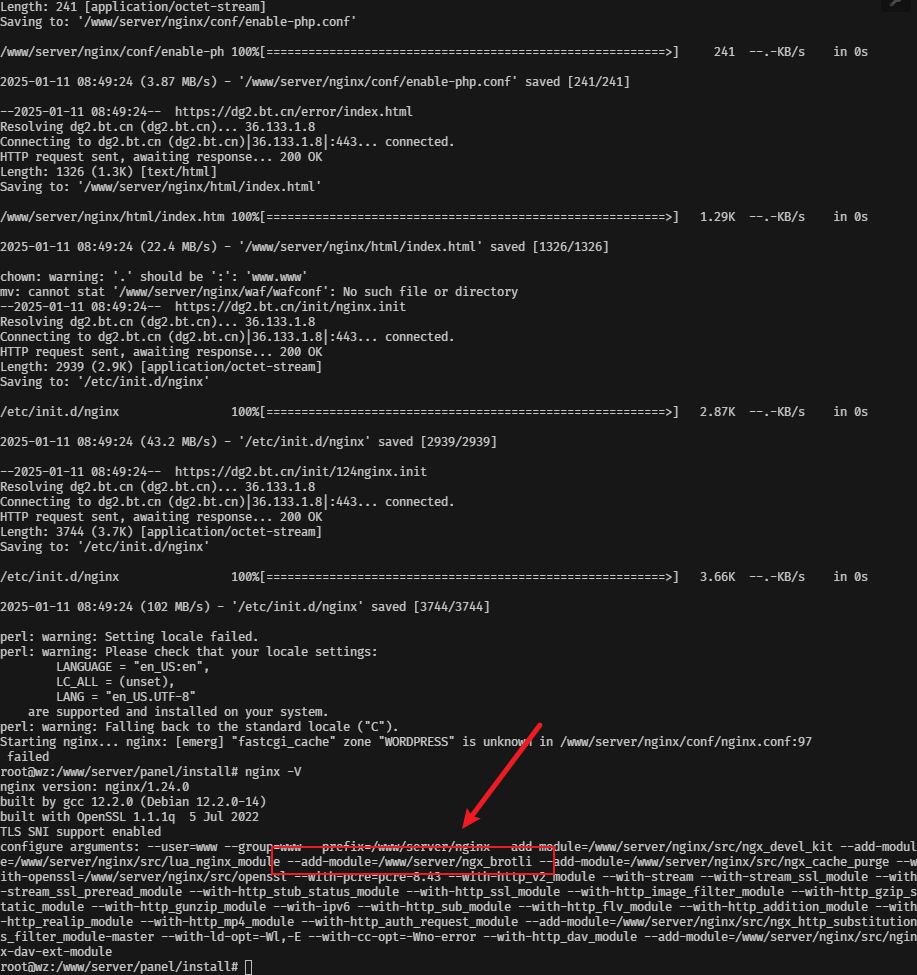 Length: 241 [application/octet-stream]
Saving to: '/www/server/nginx/conf/enable-php.conf'
/www/server/nginx/conf/enable-ph 100%[=========================================================>]     241  --.-KB/s    in 0s
2025-01-11 08:49:24 (3.87 MB/s) - '/www/server/nginx/conf/enable-php.conf' saved [241/241]
--2025-01-11 08:49:24--  https://dg2.bt.cn/error/index.html
Resolving dg2.bt.cn (dg2.bt.cn)... 36.133.1.8
Connecting to dg2.bt.cn (dg2.bt.cn)|36.133.1.8|:443... connected.
HTTP request sent, awaiting response... 200 OK
Length: 1326 (1.3K) [text/html]
Saving to: '/www/server/nginx/html/index.html'
/www/server/nginx/html/index.htm 100%[=========================================================>]   1.29K  --.-KB/s    in 0s
2025-01-11 08:49:24 (22.4 MB/s) - '/www/server/nginx/html/index.html' saved [1326/1326]
chown: warning: '.' should be ':': 'www.www'
mv: cannot stat '/www/server/nginx/waf/wafconf': No such file or directory
--2025-01-11 08:49:24--  https://dg2.bt.cn/init/nginx.init
Resolving dg2.bt.cn (dg2.bt.cn)... 36.133.1.8
Connecting to dg2.bt.cn (dg2.bt.cn)|36.133.1.8|:443... connected.
HTTP request sent, awaiting response... 200 OK
Length: 2939 (2.9K) [application/octet-stream]
Saving to: '/etc/init.d/nginx'
/etc/init.d/nginx                100%[=========================================================>]   2.87K  --.-KB/s    in 0s
2025-01-11 08:49:24 (43.2 MB/s) - '/etc/init.d/nginx' saved [2939/2939]
--2025-01-11 08:49:24--  https://dg2.bt.cn/init/124nginx.init
Resolving dg2.bt.cn (dg2.bt.cn)... 36.133.1.8
Connecting to dg2.bt.cn (dg2.bt.cn)|36.133.1.8|:443... connected.
HTTP request sent, awaiting response... 200 OK
Length: 3744 (3.7K) [application/octet-stream]
Saving to: '/etc/init.d/nginx'
/etc/init.d/nginx                100%[=========================================================>]   3.66K  --.-KB/s    in 0s
2025-01-11 08:49:24 (102 MB/s) - '/etc/init.d/nginx' saved [3744/3744]
perl: warning: Setting locale failed.
perl: warning: Please check that your locale settings:
        LANGUAGE = "en_US:en",
        LC_ALL = (unset),
        LANG = "en_US.UTF-8"
    are supported and installed on your system.
perl: warning: Falling back to the standard locale ("C").
Starting nginx... nginx: [emerg] "fastcgi_cache" zone "WORDPRESS" is unknown in /www/server/nginx/conf/nginx.conf:97
 failed
root@wz:/www/server/panel/install# nginx -V
nginx version: nginx/1.24.0
built by gcc 12.2.0 (Debian 12.2.0-14)
built with OpenSSL 1.1.1q  5 Jul 2022
TLS SNI support enabled
configure arguments: --user=www --group=www --prefix=/www/server/nginx --add-module=/www/server/nginx/src/ngx_devel_kit --add-modul
e=/www/server/nginx/src/lua_nginx_module --add-module=/www/server/ngx_brotli --add-module=/www/server/nginx/src/ngx_cache_purge --w
ith-openssl=/www/server/nginx/src/openssl --with-pcre=pcre-8.43 --with-http_v2_module --with-stream --with-stream_ssl_module --with
-stream_ssl_preread_module --with-http_stub_status_module --with-http_ssl_module --with-http_image_filter_module --with-http_gzip_s
tatic_module --with-http_gunzip_module --with-ipv6 --with-http_sub_module --with-http_flv_module --with-http_addition_module --with
-http_realip_module --with-http_mp4_module --with-http_auth_request_module --add-module=/www/server/nginx/src/ngx_http_substitution
s_filter_module-master --with-ld-opt=-Wl,-E --with-cc-opt=-Wno-error --with-http_dav_module --add-module=/www/server/nginx/src/ngin
x-dav-ext-module
root@wz:/www/server/panel/install#